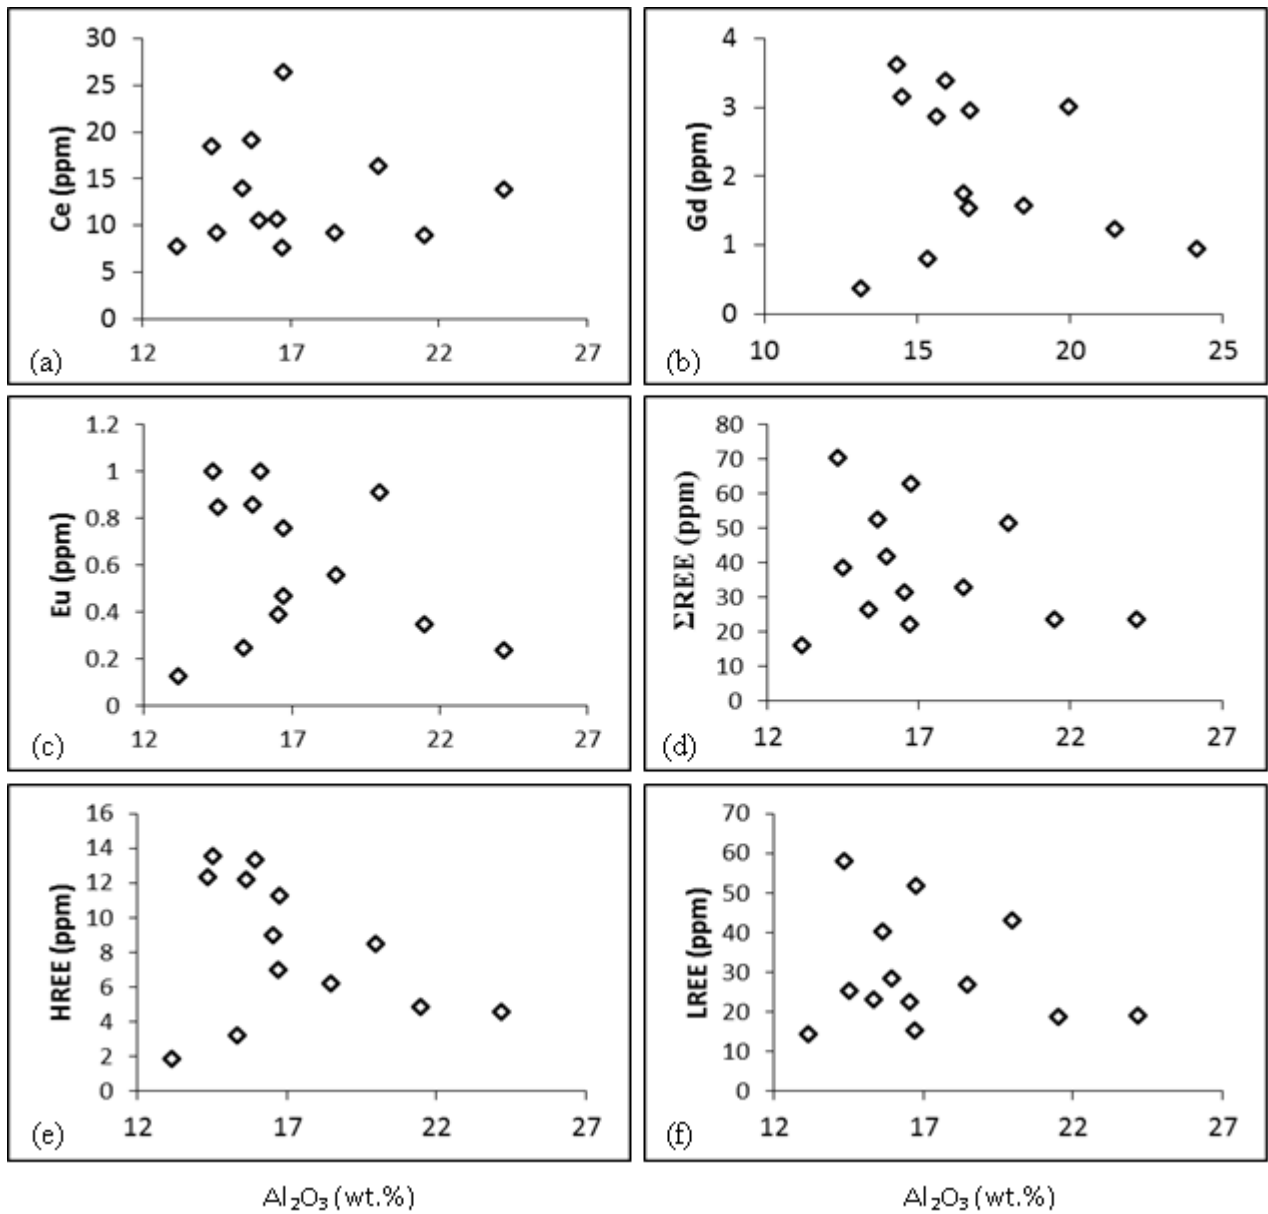 30
25
20
15
10
5
0
Ce (ppm)
12 17 22 27
(a)
4
3
2
1
0
Gd (ppm)
10 15 20 25
(b)
1.2
1
0.8
0.6
0.4
0.2
0
Eu (ppm)
12 17 22 27
(c)
80
70
60
50
40
30
20
10
0
ΣREE (ppm)
12 17 22 27
(d)
16
14
12
10
8
6
4
2
0
HREE (ppm)
12 17 22 27
(e)
70
60
50
40
30
20
10
0
LREE (ppm)
12 17 22 27
(f)
Al₂O₃ (wt.%)
Al₂O₃ (wt.%)